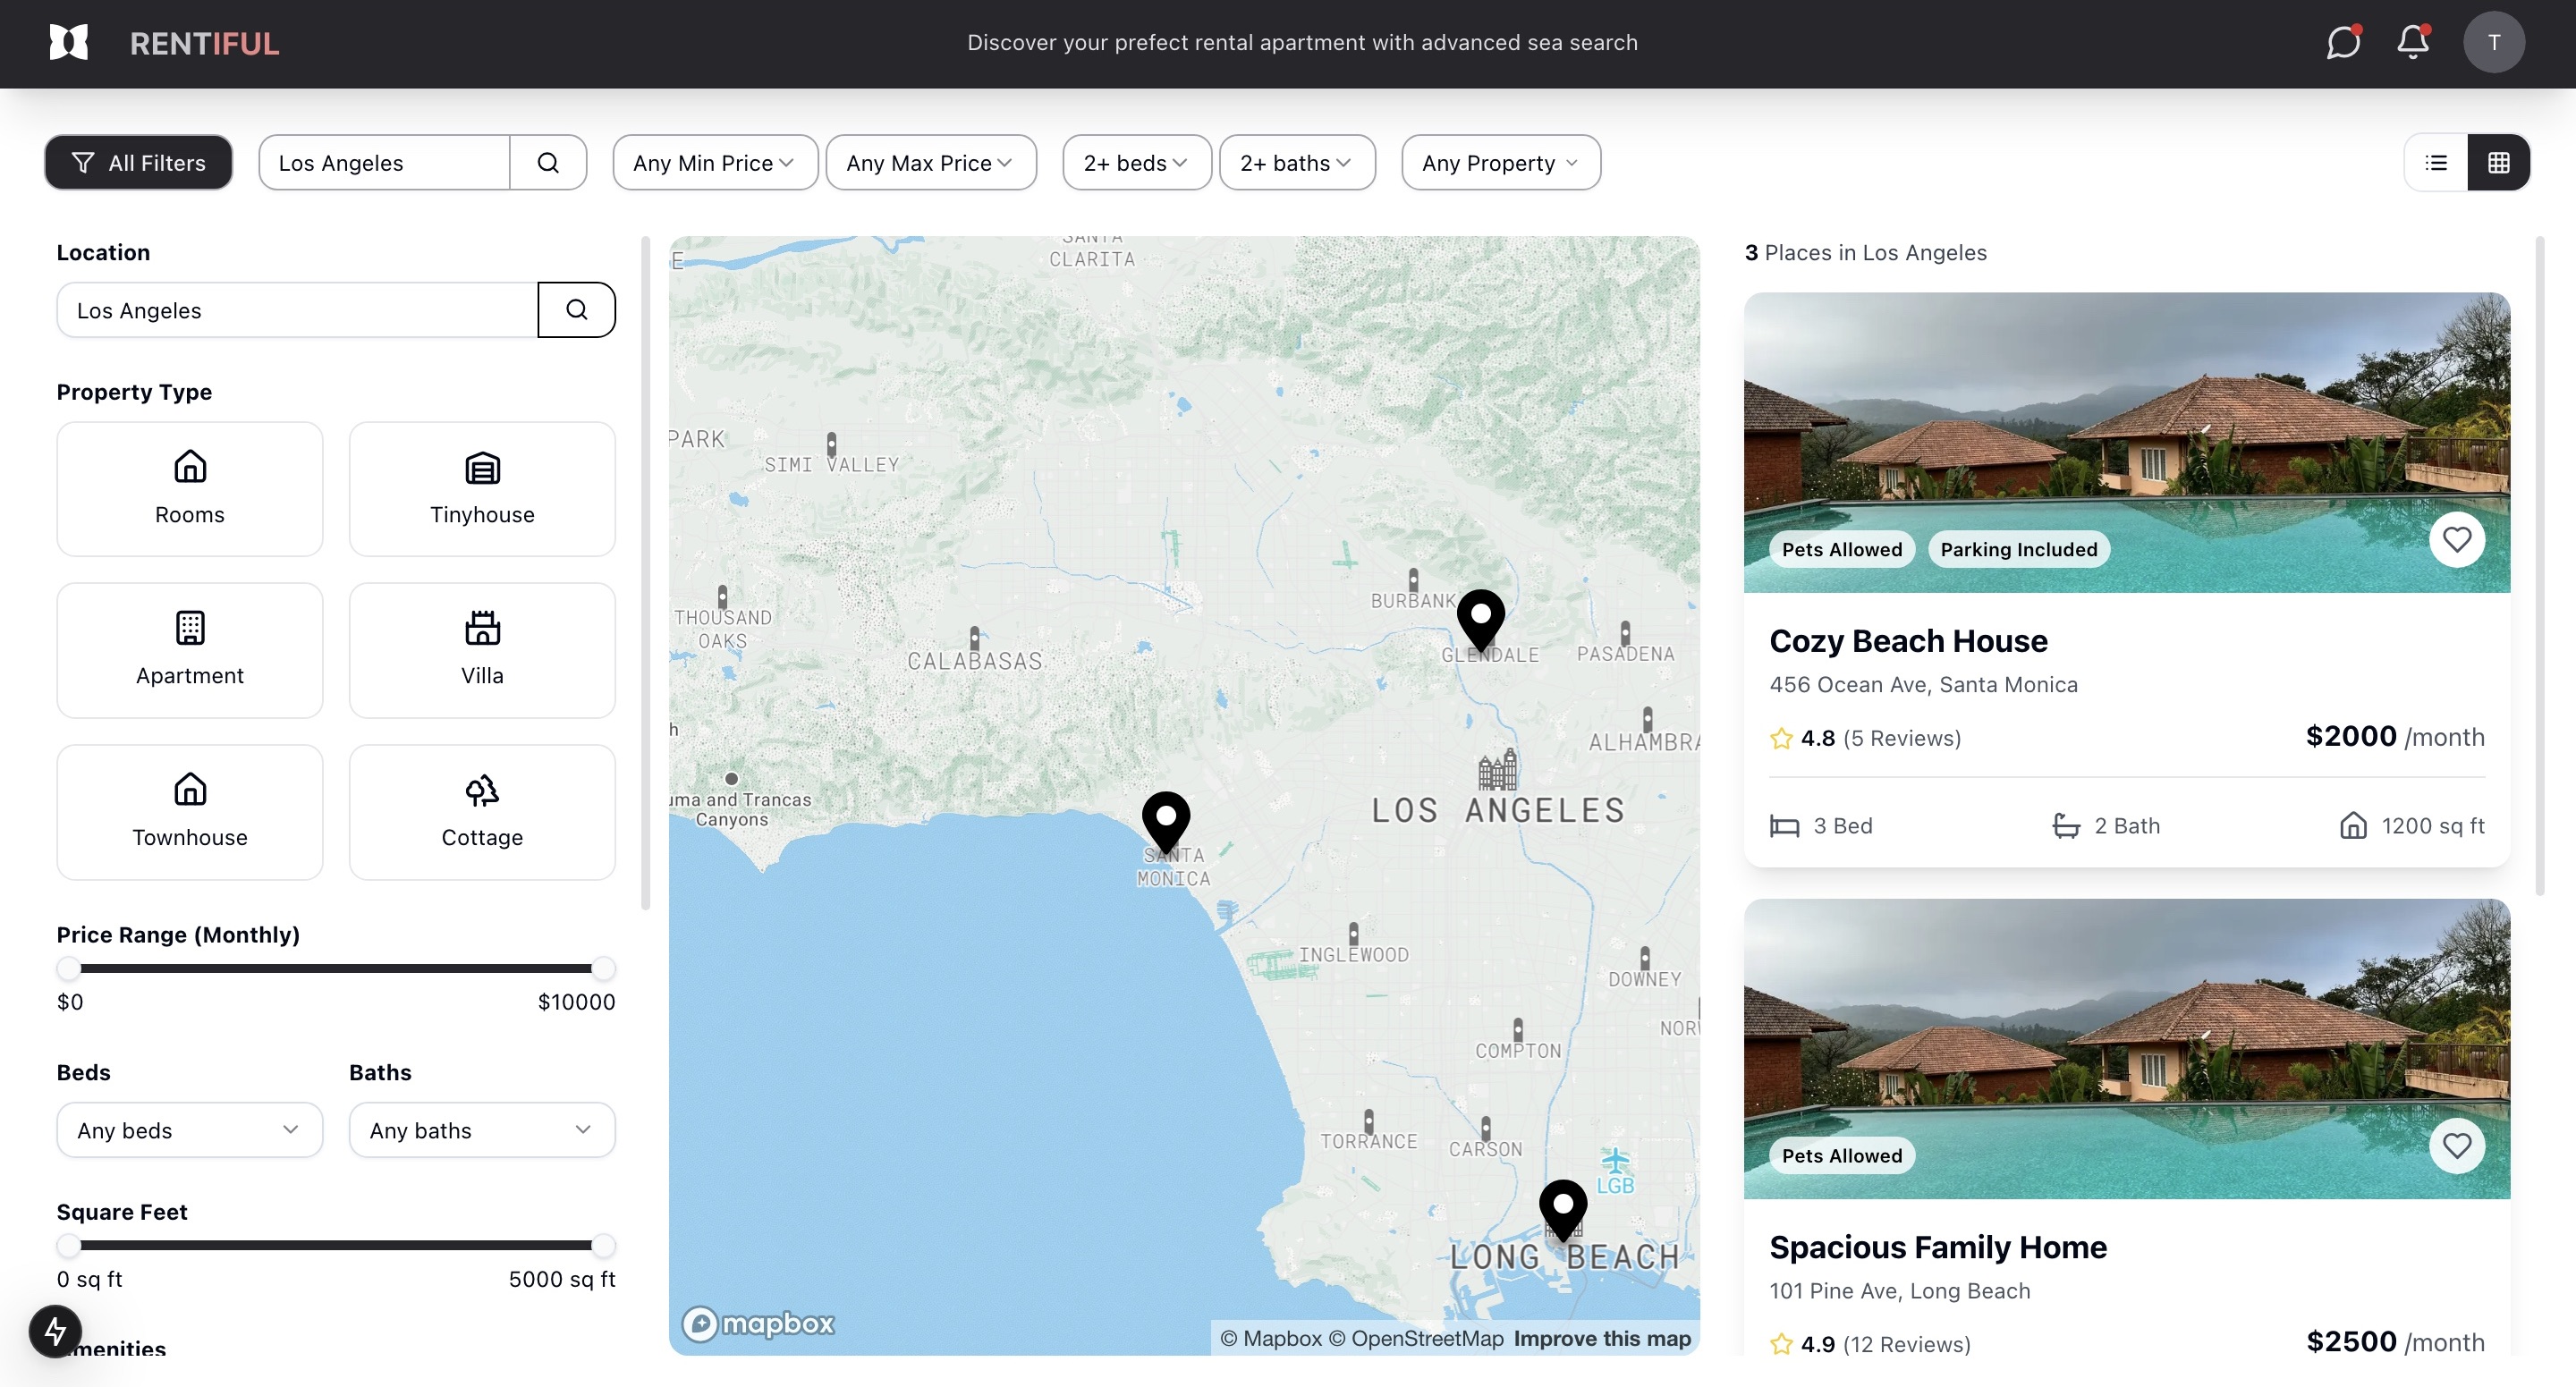 RENTIFUL
Discover your prefect rental apartment with advanced sea search
T
All Filters
Los Angeles
Any Min Price
Any Max Price
2+ beds
2+ baths
Any Property
Location
Los Angeles
Property Type
Rooms
Tinyhouse
Apartment
Villa
Townhouse
Cottage
Price Range (Monthly)
$0
$10000
Beds
Baths
Any beds
Any baths
Square Feet
0 sq ft
5000 sq ft
menities
SANTA
CLARITA
E
PARK
SIMI VALLEY
THOUSAND
OAKS
CALABASAS
BURBANK
GLENDALE
PASADENA
h
ALHAMBRA
uma and Trancas
Canyons
LOS ANGELES
SANTA
MONICA
INGLEWOOD
DOWNEY
NORW
COMPTON
TORRANCE
CARSON
LGB
LONG BEACH
mapbox
© Mapbox © OpenStreetMap Improve this map
3 Places in Los Angeles
Pets Allowed
Parking Included
Cozy Beach House
456 Ocean Ave, Santa Monica
4.8 (5 Reviews)
$2000 /month
3 Bed
2 Bath
1200 sq ft
Pets Allowed
Spacious Family Home
101 Pine Ave, Long Beach
4.9 (12 Reviews)
$2500 /month